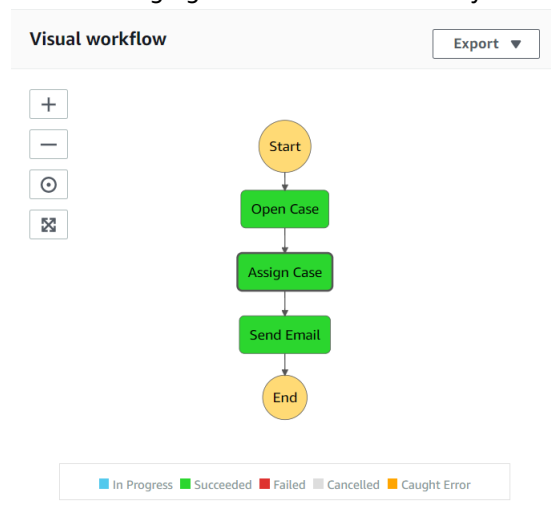 Visual workflow
Export
Start
Open Case
Assign Case
Send Email
End
In Progress Succeeded Failed Cancelled Caught Error